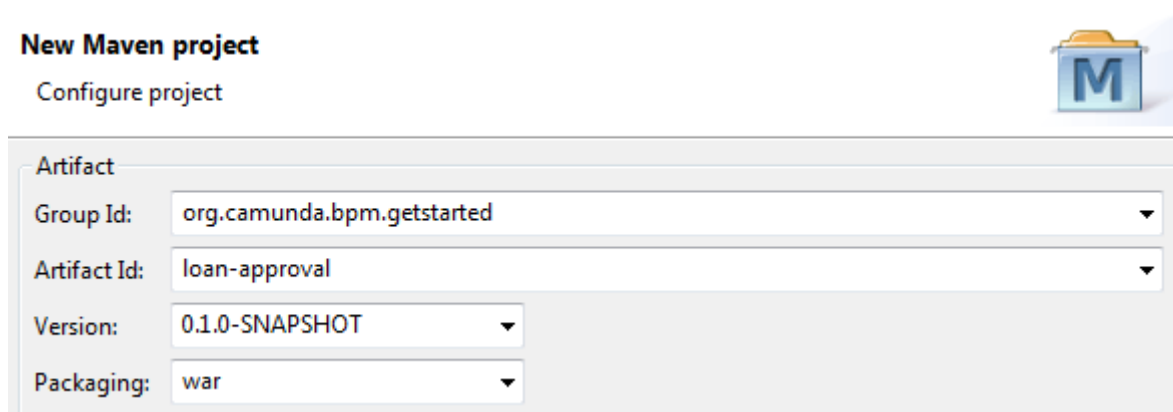 New Maven project
Configure project
M
Artifact
Group Id: org.camunda.bpm.getstarted
Artifact Id: loan-approval
Version: 0.1.0-SNAPSHOT
Packaging: war